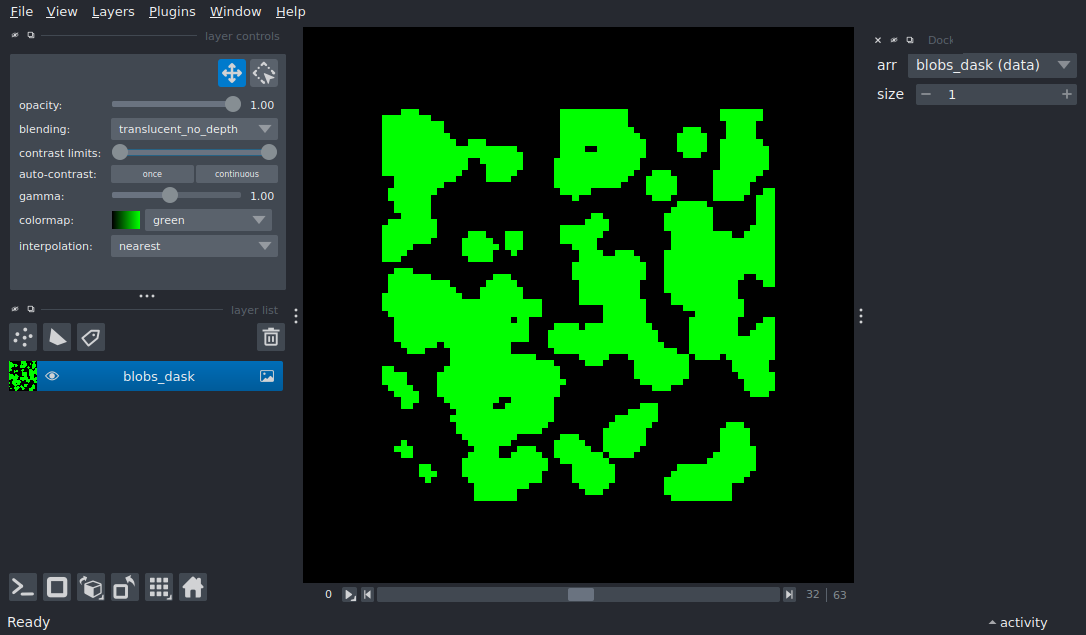 File View Layers Plugins Window Help
layer controls
opacity: 1.00
blending: translucent_no_depth
contrast limits:
auto-contrast: once continuous
gamma: 1.00
colormap: green
interpolation: nearest
layer list
blobs_dask
Dock
arr blobs_dask (data)
size 1
0 32 63
Ready
activity